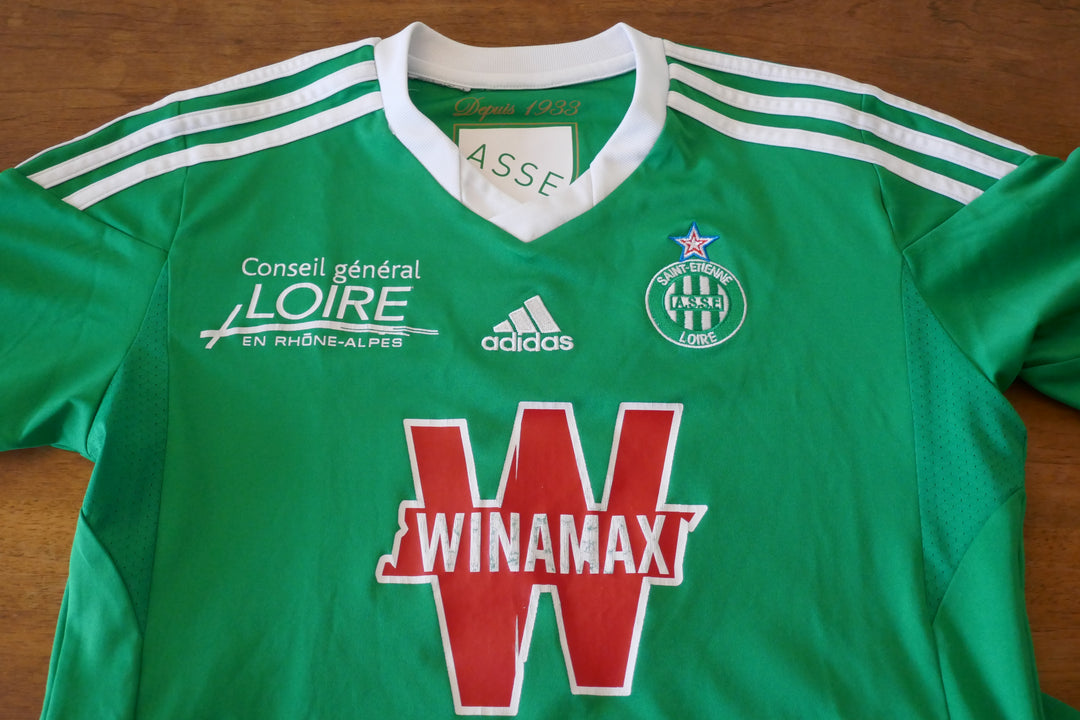 Depuis 1933
ASSE
Conseil général
LOIRE
EN RHÔNE-ALPES
adidas
SAINT-ETIENNE
A.S.S.E
LOIRE
WINAMAX